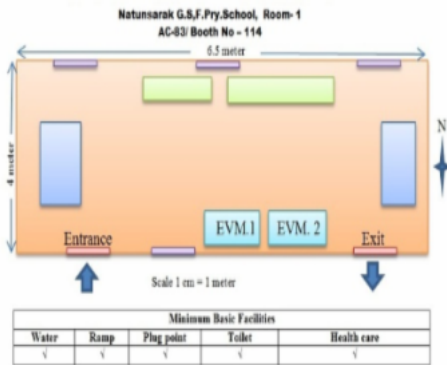 Natunsarak G.S,F.Pry.School, Room- 1
AC-83/ Booth No - 114
6.5 meter
4 meter
N
EVM.1 EVM. 2
Entrance Exit
Scale 1 cm = 1 meter
Minimum Basic Facilities
Water Ramp Plug point Toilet Health care
√ √ √ √ √